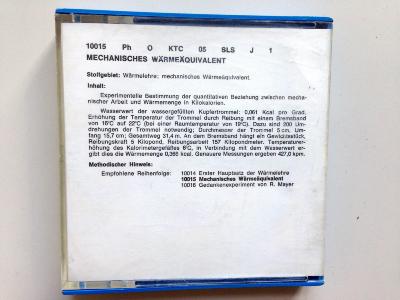 10015 Ph O KTC 05 SLS J 1
MECHANISCHES WÄRMEÄQUIVALENT
Stoffgebiet: Wärmelehre; mechanisches Wärmeäquivalent.
Inhalt:
Experimentelle Bestimmung der quantitativen Beziehung zwischen mecha-
nischer Arbeit und Wärmemenge in Kilokalorien.
Wasserwert der wassergefüllten Kupfertrommel: 0,061 Kcal pro Grad.
Erhöhung der Temperatur der Trommel durch Reibung mit einem Bremsband
von 16°C auf 22°C (bei einer Raumtemperatur von 19°C). Dazu sind 200 Um-
drehungen der Trommel notwendig; Durchmesser der Trommel 5 cm, Um-
fang 15,7 cm; Gesamtweg 31,4 m. An dem Bremsband hängt ein Gewichtsstück,
Reibungskraft 5 Kilopond, Reibungsarbeit 157 Kilopondmeter. Temperaturer-
höhung des Kalorimetergefäßes 6°C, in Verbindung mit dem Wasserwert er-
gibt dies die Wärmemenge 0,366 kcal. Genauere Messungen ergeben 427,0 kpm.
Methodischer Hinweis:
Empfohlene Reihenfolge: 10014 Erster Hauptsatz der Wärmelehre
10015 Mechanisches Wärmeäquivalent
10016 Gedankenexperiment von R. Mayer